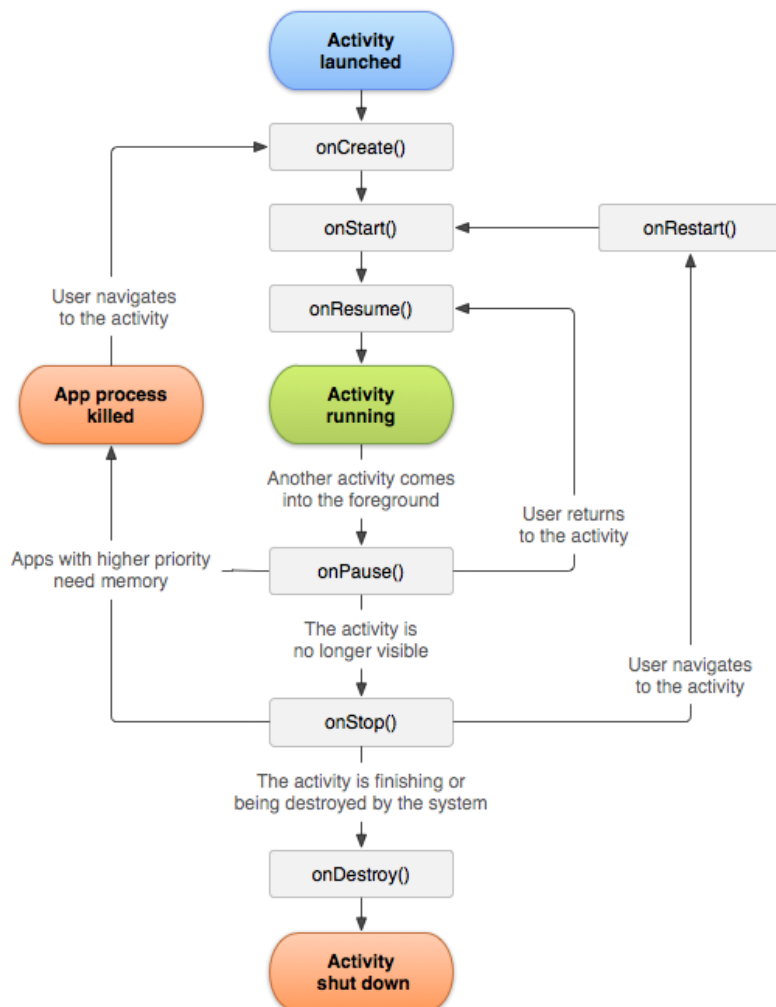 Activity
launched
onCreate()
onStart()
onRestart()
User navigates
to the activity
onResume()
App process
killed
Activity
running
Another activity comes
into the foreground
User returns
to the activity
Apps with higher priority
need memory
onPause()
The activity is
no longer visible
User navigates
to the activity
onStop()
The activity is finishing or
being destroyed by the system
onDestroy()
Activity
shut down